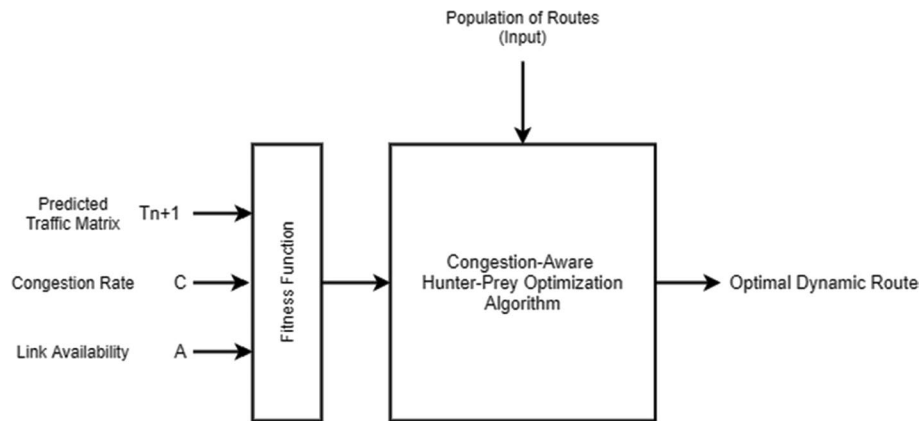 Population of Routes
(Input)
Predicted
Traffic Matrix
Tn+1
Congestion Rate
C
Link Availability
A
Fitness Function
Congestion-Aware
Hunter-Prey Optimization
Algorithm
Optimal Dynamic Route